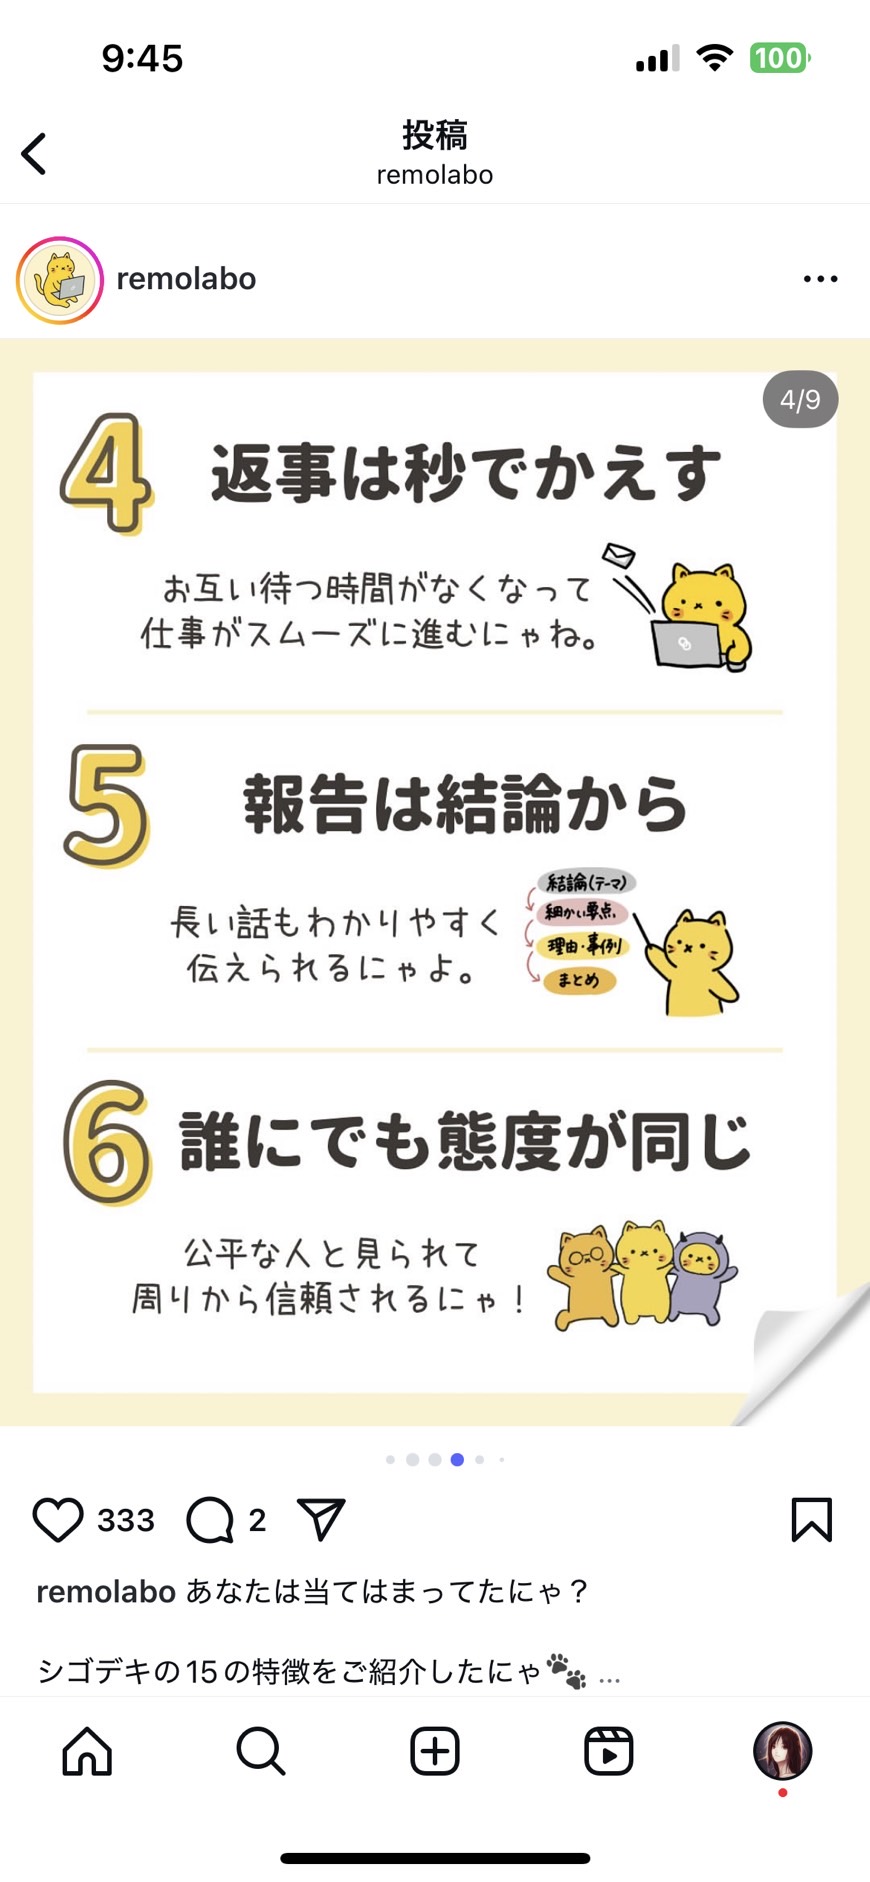 9:45
100
投稿
remolabo
remolabo
4/9
4 返事は秒でかえす
お互い待つ時間がなくなって
仕事がスムーズに進むにゃね。
5 報告は結論から
長い話もわかりやすく
伝えられるにゃよ。
結論(テーマ)
細かい要点
理由・事例
まとめ
6 誰にでも態度が同じ
公平な人と見られて
周りから信頼されるにゃ！
333
2
remolabo あなたは当てはまってたにゃ？
シゴデキの15の特徴をご紹介したにゃ🐾 ...